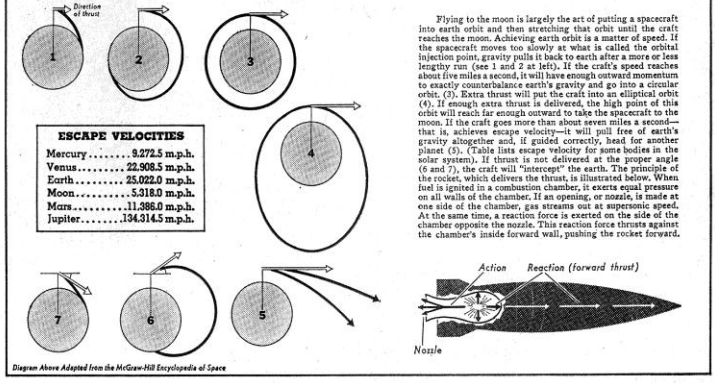 Direction
of thrust
1
2
3
4
ESCAPE VELOCITIES
Mercury........ 9,272.5 m.p.h.
Venus......... 22,908.5 m.p.h.
Earth......... 25,022.0 m.p.h.
Moon.......... 5,318.0 m.p.h.
Mars..........11,386.0 m.p.h.
Jupiter........134,314.5 m.p.h.
7
6
5
Diagram Above Adapted from the McGraw-Hill Encyclopedia of Space
Flying to the moon is largely the art of putting a spacecraft
into earth orbit and then stretching that orbit until the craft
reaches the moon. Achieving earth orbit is a matter of speed. If
the spacecraft moves too slowly at what is called the orbital
injection point, gravity pulls it back to earth after a more or less
lengthy run (see 1 and 2 at left). If the craft's speed reaches
about five miles a second, it will have enough outward momentum
to exactly counterbalance earth's gravity and go into a circular
orbit. (3). Extra thrust will put the craft into an elliptical orbit
(4). If enough extra thrust is delivered, the high point of this
orbit will reach far enough outward to take the spacecraft to the
moon. If the craft goes more than about seven miles a second—
that is, achieves escape velocity—it will pull free of earth's
gravity altogether and, if guided correctly, head for another
planet (5). (Table lists escape velocity for some bodies in the
solar system). If thrust is not delivered at the proper angle
(6 and 7), the craft will "intercept" the earth. The principle of
the rocket, which delivers the thrust, is illustrated below. When
fuel is ignited in a combustion chamber, it exerts equal pressure
on all walls of the chamber. If an opening, or nozzle, is made at
one side of the chamber, gas streams out at supersonic speed.
At the same time, a reaction force is exerted on the side of the
chamber opposite the nozzle. This reaction force thrusts against
the chamber's inside forward wall, pushing the rocket forward.
Action
Reaction (forward thrust)
Nozzle